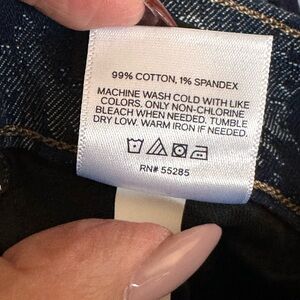 99% COTTON, 1% SPANDEX
MACHINE WASH COLD WITH LIKE
COLORS. ONLY NON-CHLORINE
BLEACH WHEN NEEDED. TUMBLE
DRY LOW. WARM IRON IF NEEDED.
RN# 55285